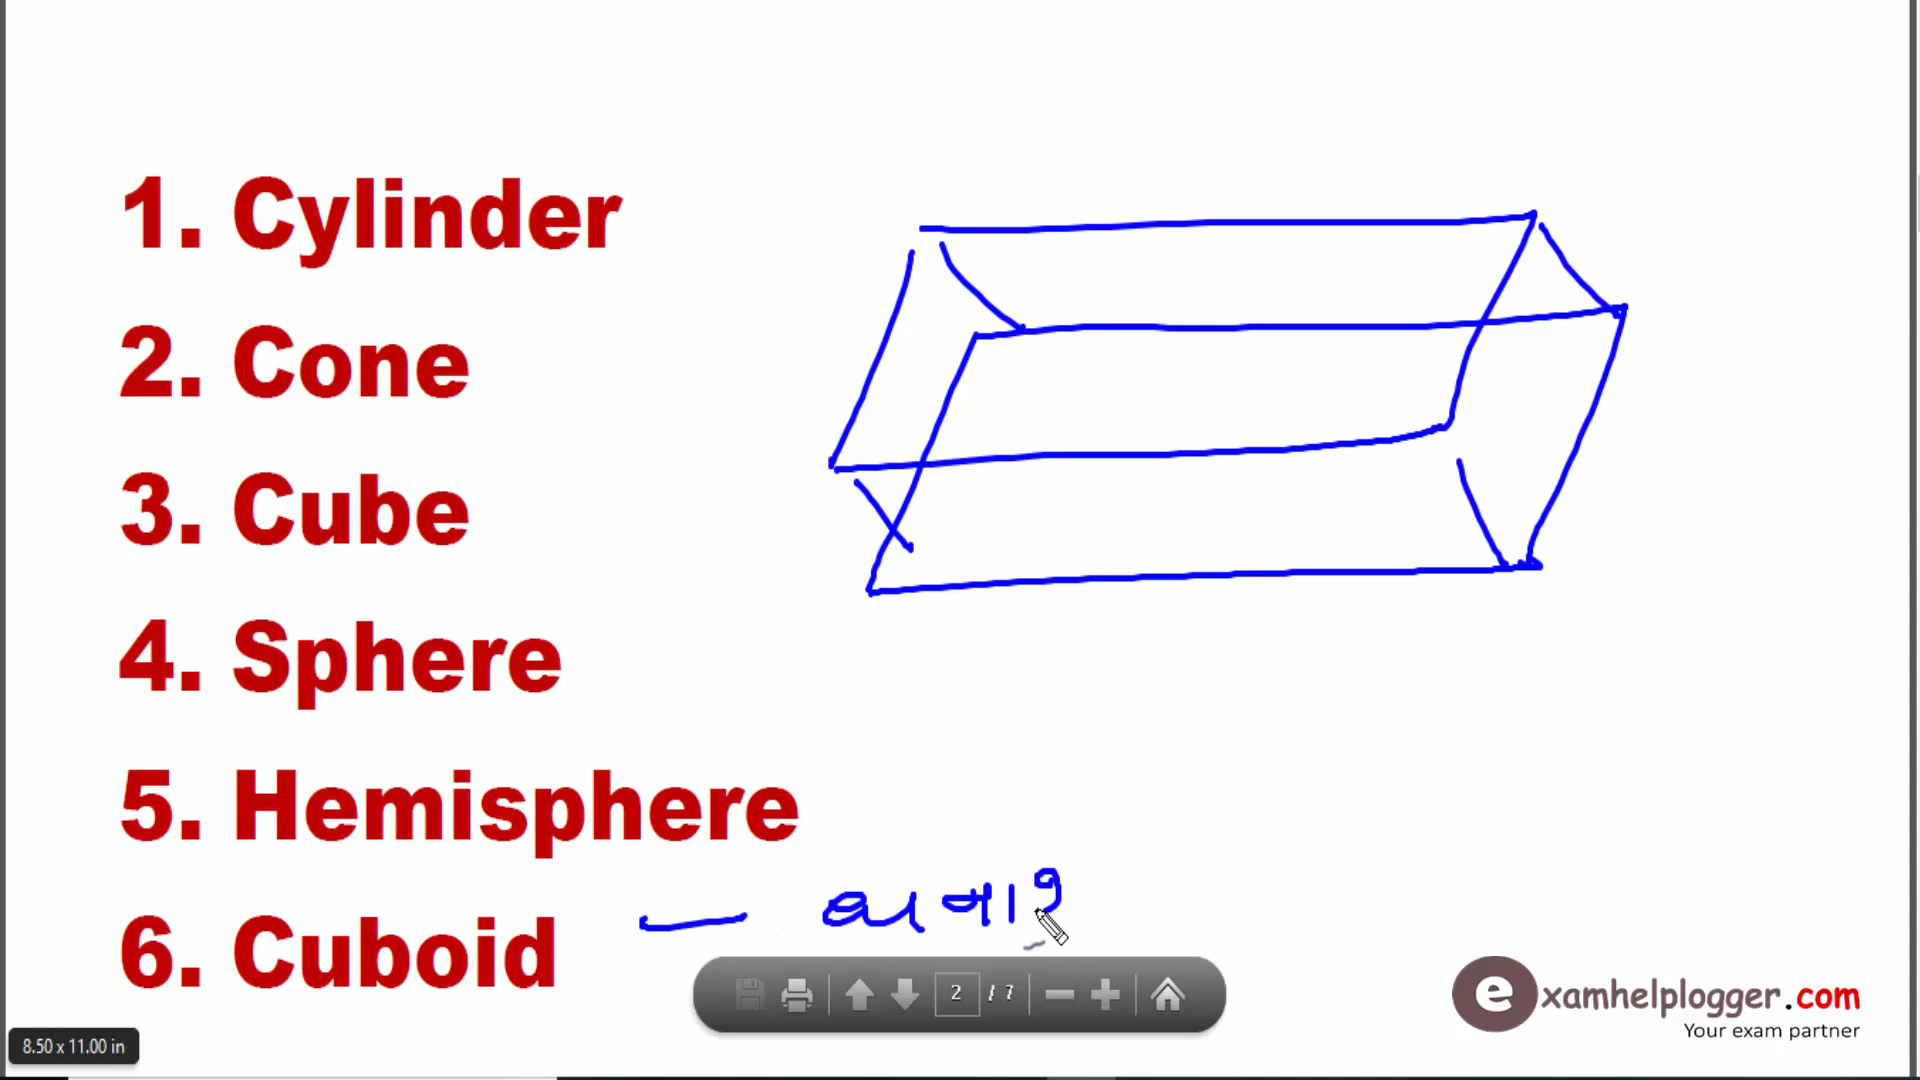 1. Cylinder
2. Cone
3. Cube
4. Sphere
5. Hemisphere
6. Cuboid —
2 / 7
8.50 x 11.00 in
examhelplogger.com
Your exam partner